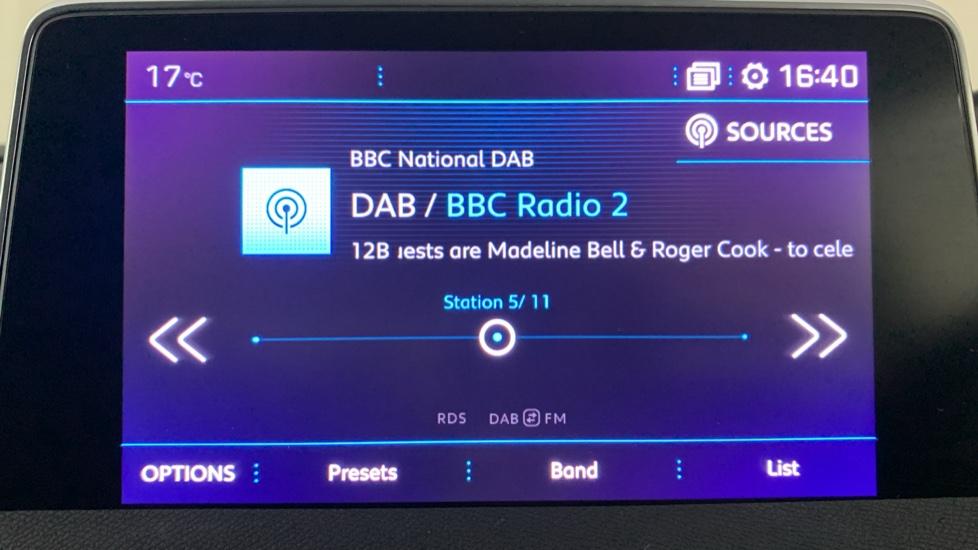 17°C 16:40
SOURCES
BBC National DAB
DAB / BBC Radio 2
12B ıests are Madeline Bell & Roger Cook - to cele
Station 5/ 11
RDS DAB FM
OPTIONS Presets Band List